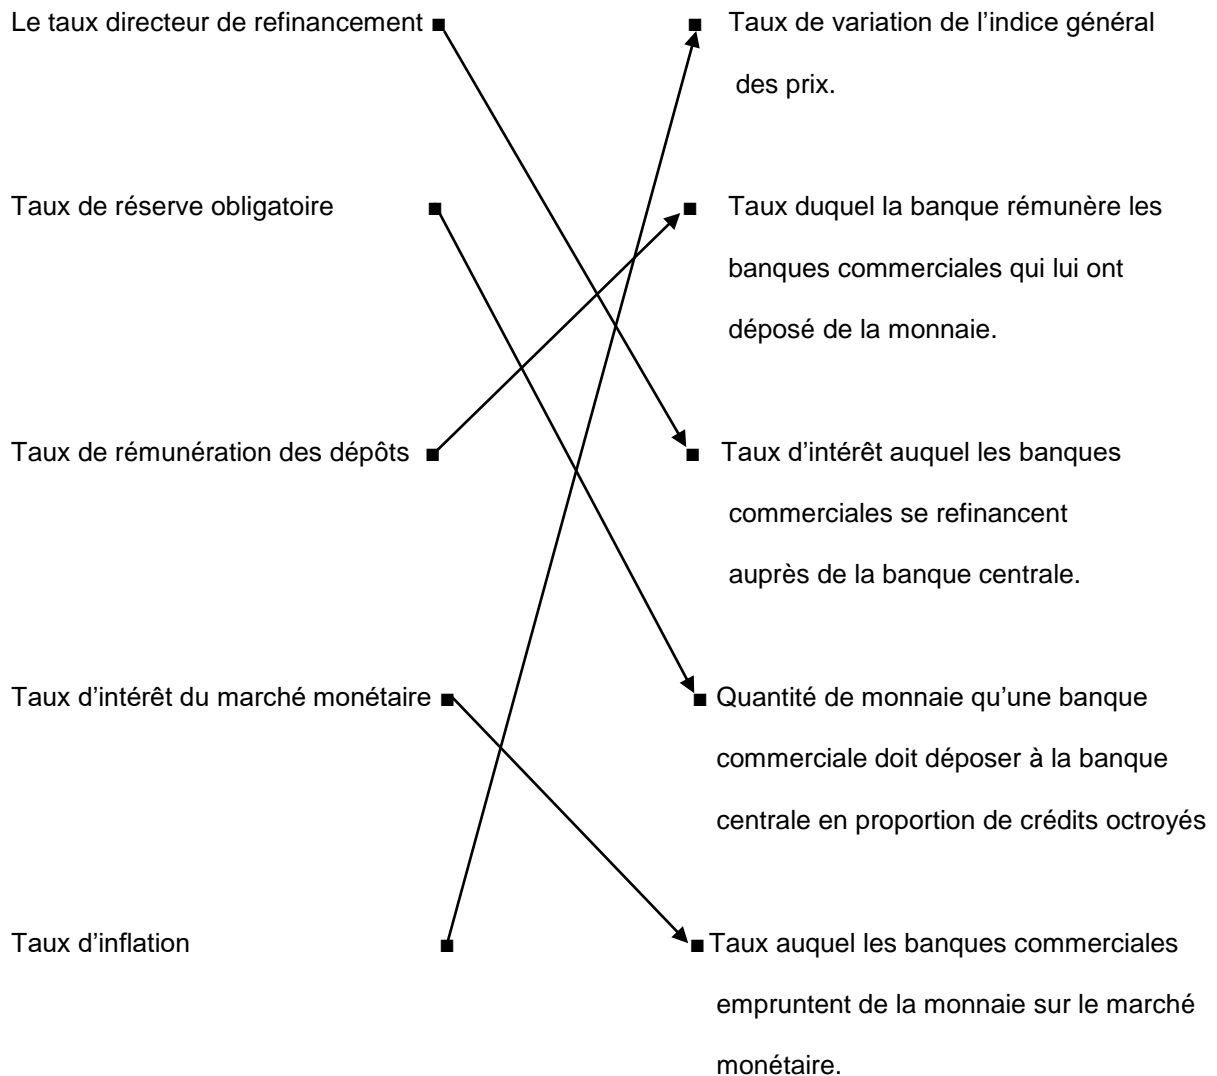 Le taux directeur de refinancement ■ ■ Taux de variation de l’indice général
des prix.
Taux de réserve obligatoire ■ ■ Taux duquel la banque rémunère les
banques commerciales qui lui ont
déposé de la monnaie.
Taux de rémunération des dépôts ■ ■ Taux d’intérêt auquel les banques
commerciales se refinancent
auprès de la banque centrale.
Taux d’intérêt du marché monétaire ■ ■ Quantité de monnaie qu’une banque
commerciale doit déposer à la banque
centrale en proportion de crédits octroyés
Taux d’inflation ■ ■ Taux auquel les banques commerciales
empruntent de la monnaie sur le marché
monétaire.